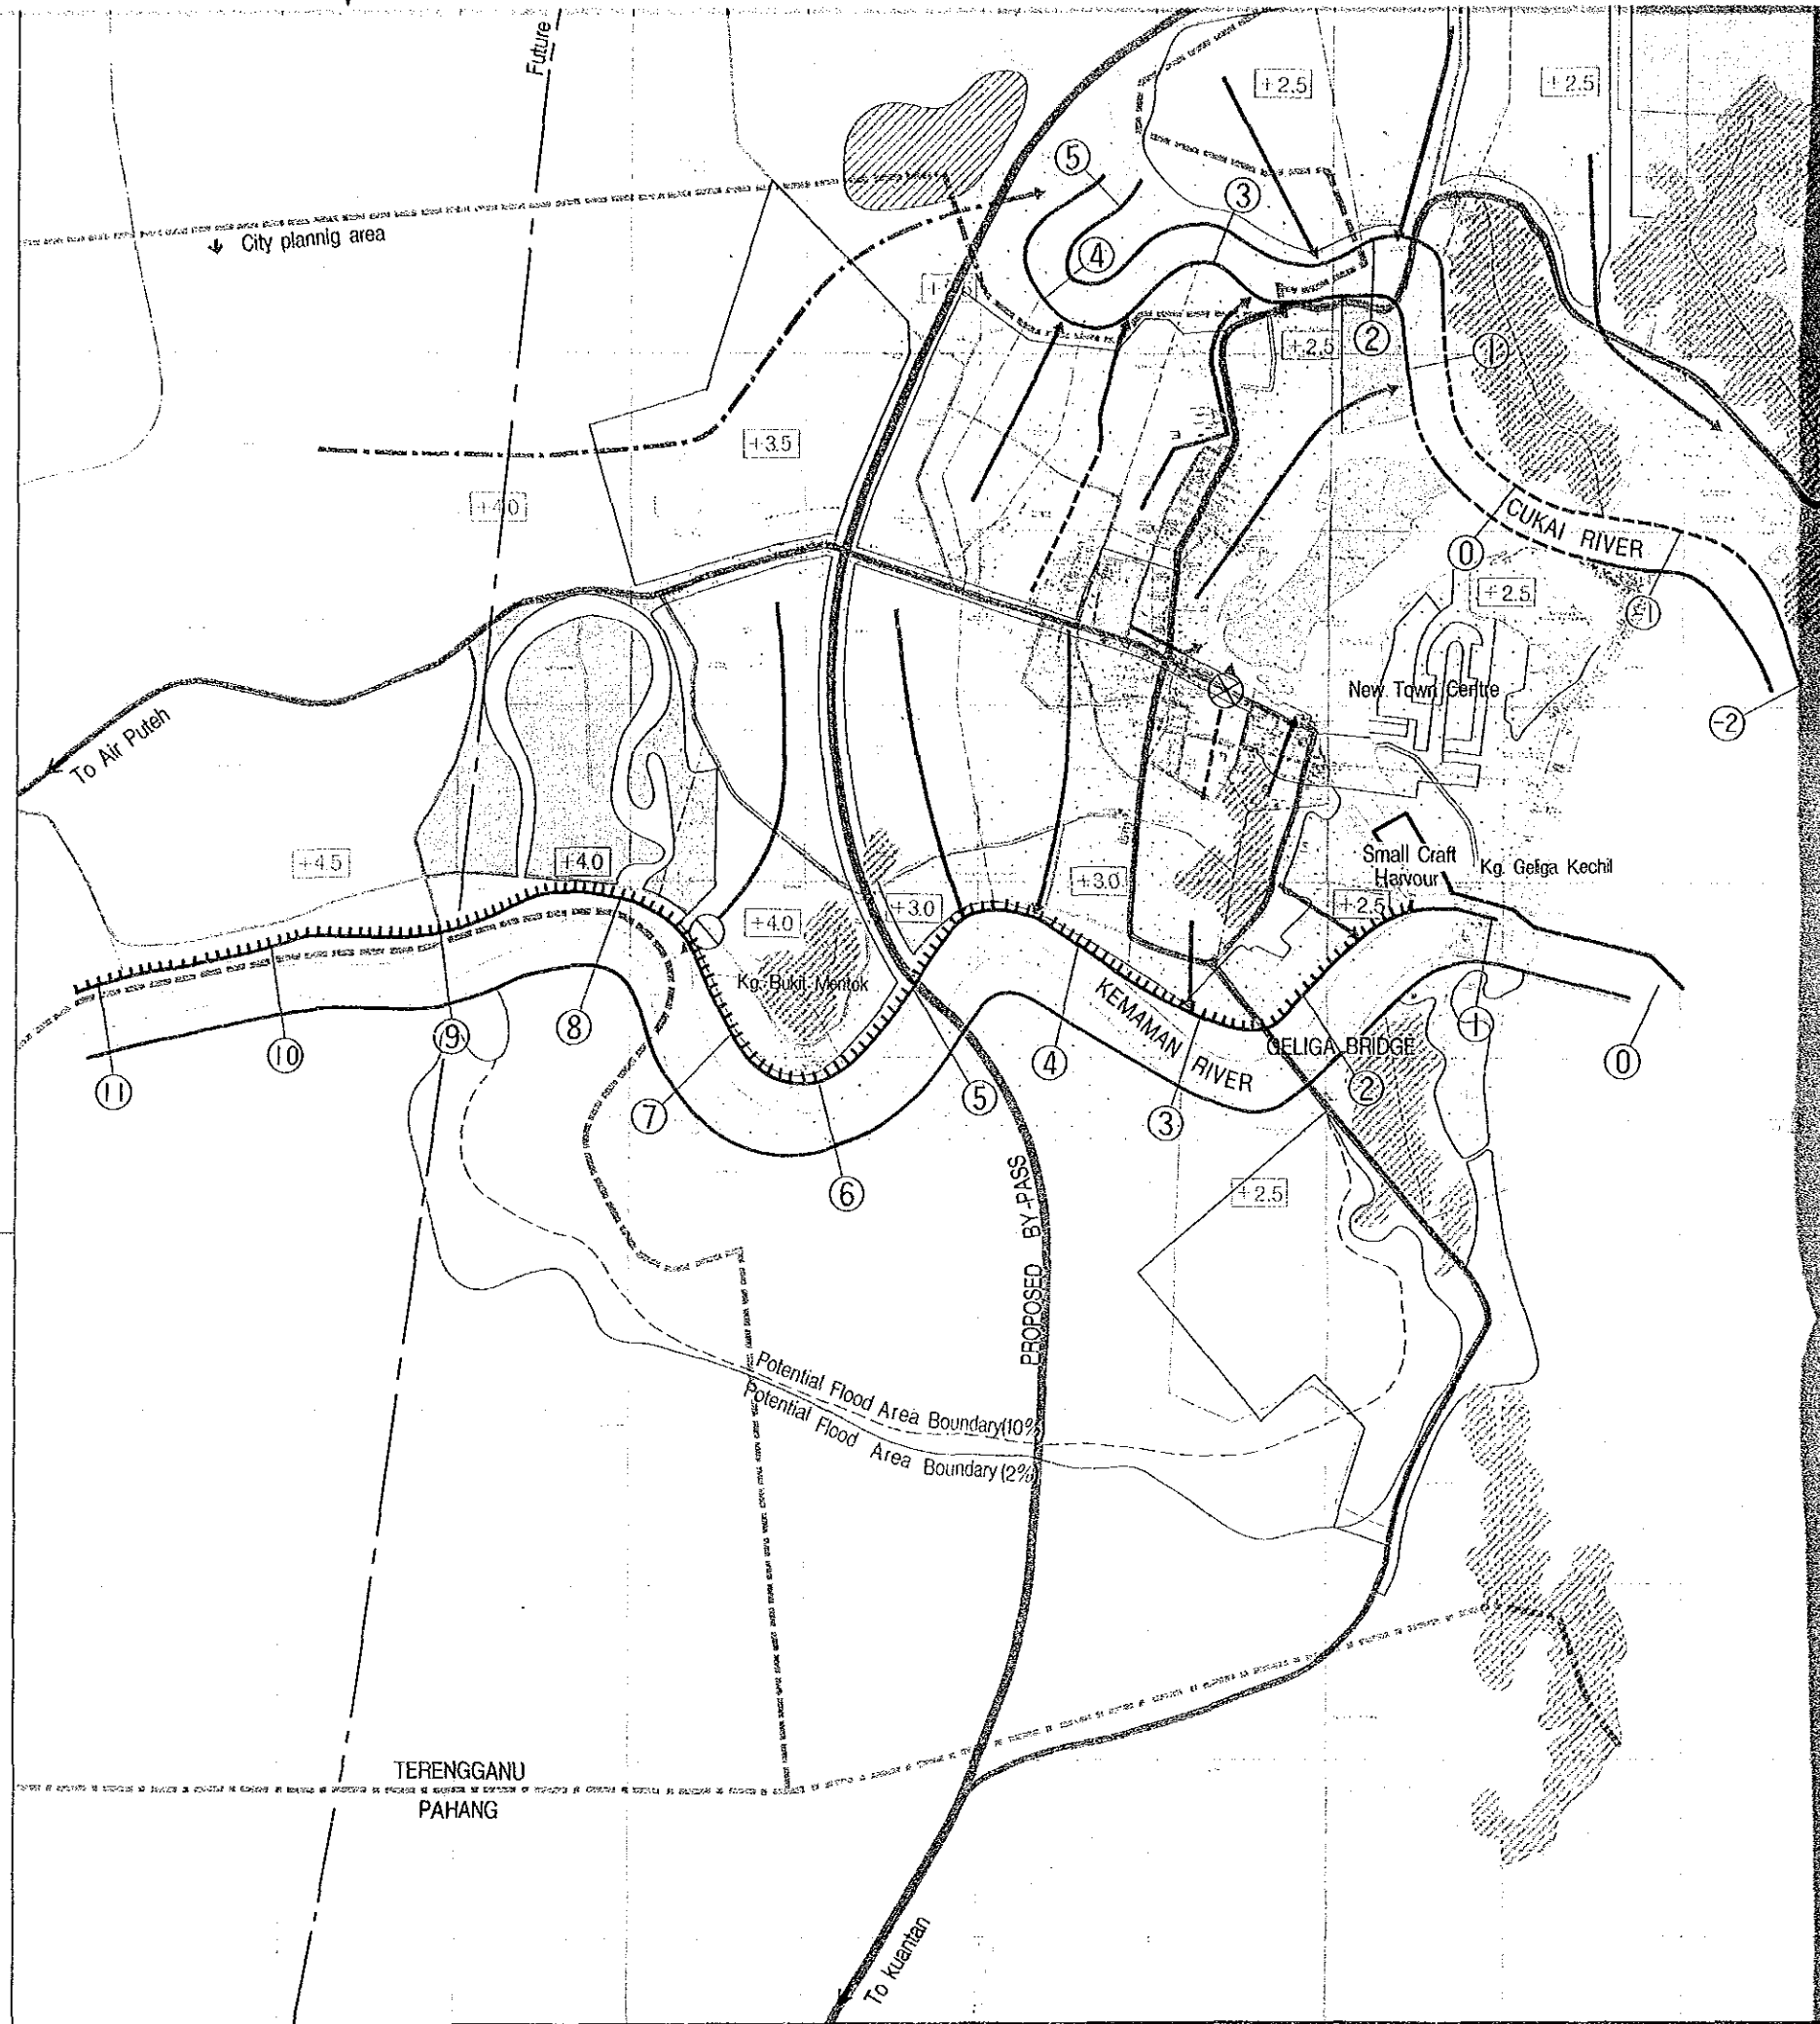 Future
+2.5
+2.5
5
3
City plannig area
4
+2.5
2
1
+3.5
+4.0
CUKAI RIVER
0
+2.5
-1
New Town Centre
-2
To Air Puteh
+4.5
+4.0
+3.0
Small Craft
Harvour
Kg. Geliga Kechil
+4.0
+3.0
+2.5
Kg. Bukit Mentok
KEMAMAN RIVER
GELIGA BRIDGE
11
10
9
8
7
6
5
4
3
2
1
0
+2.5
PROPOSED BY-PASS
Potential Flood Area Boundary (10%)
Potential Flood Area Boundary (2%)
TERENGGANU
PAHANG
To kuantan